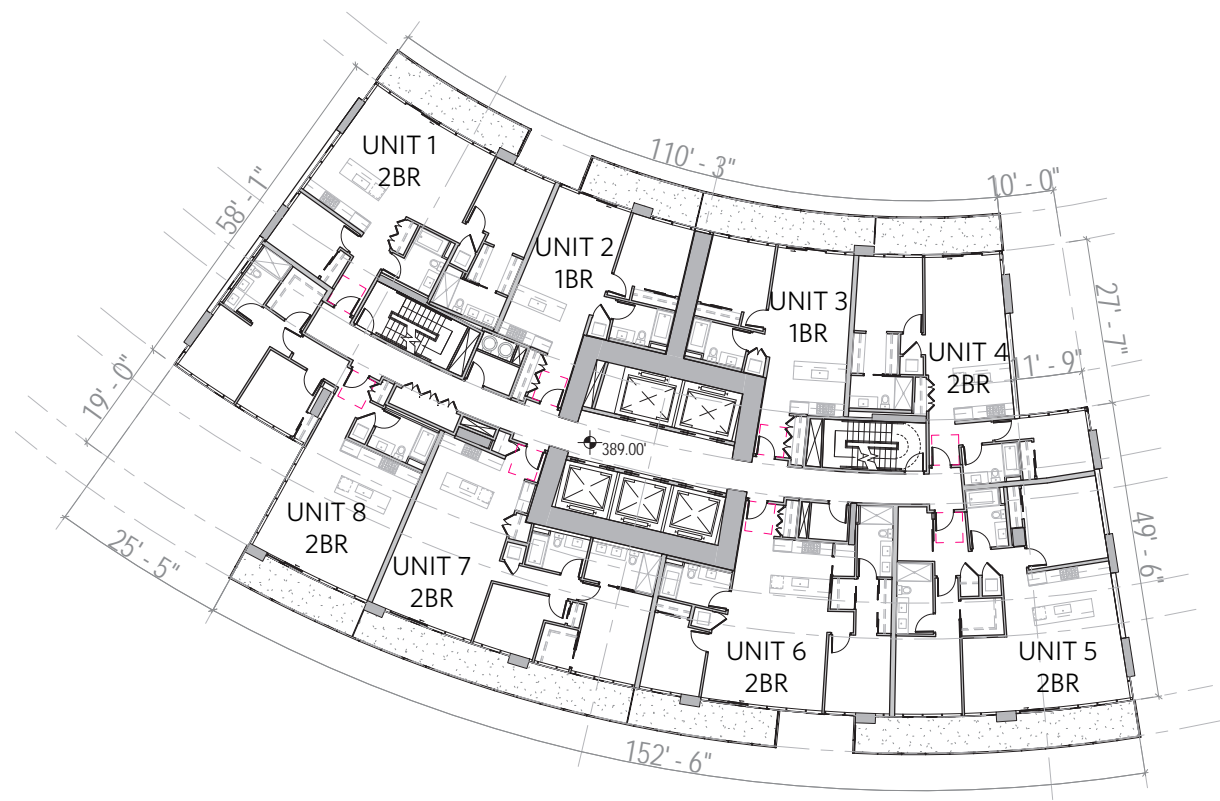 110' - 3"
10' - 0"
58' - 1"
UNIT 1
2BR
UNIT 2
1BR
UNIT 3
1BR
UNIT 4
2BR
27' - 7"
11' - 9"
19' - 0"
389.00'
UNIT 8
2BR
UNIT 7
2BR
UNIT 6
2BR
UNIT 5
2BR
49' - 6"
25' - 5"
152' - 6"